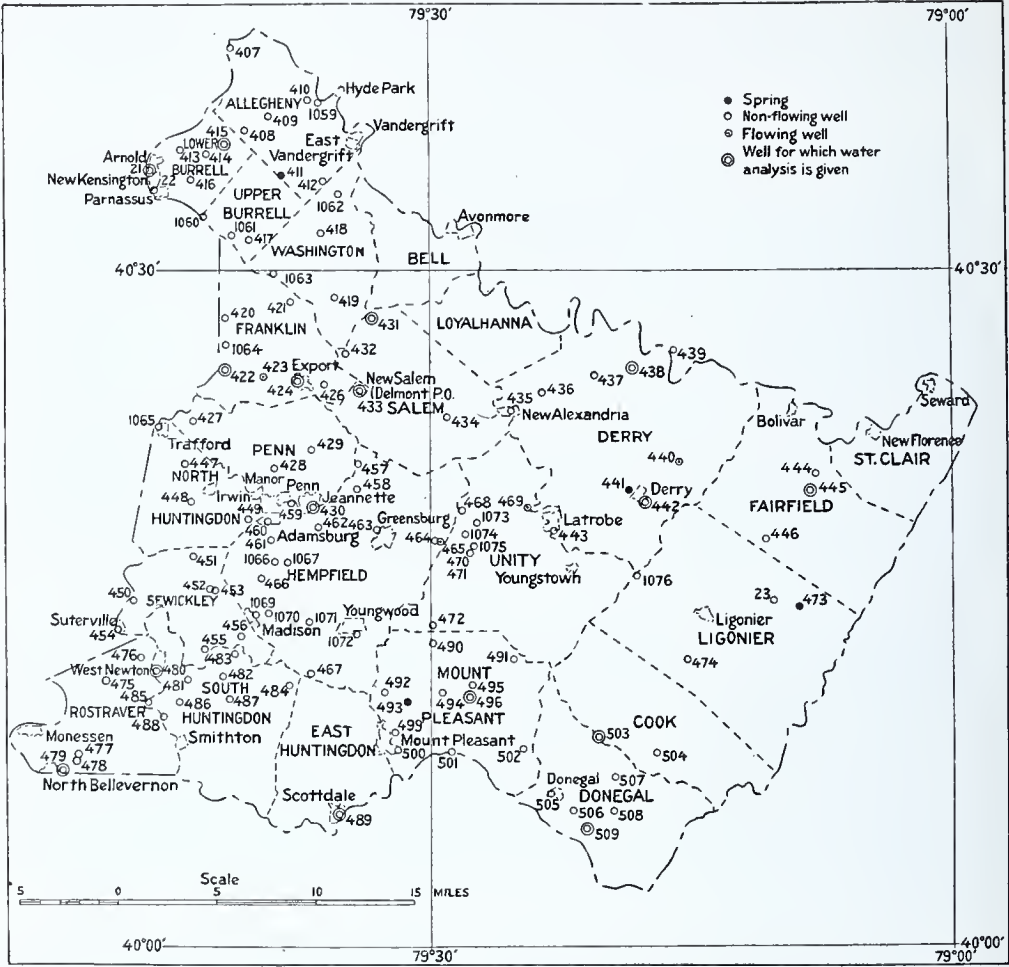 79°30′
79°00′
407
410
Hyde Park
ALLEGHENY
1059
409
Spring
Non-flowing well
Flowing well
Well for which water
analysis is given
415
408
East
Vandergrift
Vandergrift
LOWER
413
414
BURRELL
Arnold
21
411
New Kensington
22
416
412
Parnassus
UPPER
BURRELL
1062
1060
1061
417
418
Avonmore
WASHINGTON
BELL
40°30′
40°30′
1063
421
419
420
FRANKLIN
431
LOYALHANNA
1064
432
439
423
Export
422
424
426
New Salem
(Delmont P.O.
433
SALEM
435
436
437
438
Seward
New Alexandria
434
Bolivar
1065
427
Trafford
DERRY
New Florence
ST. CLAIR
PENN
429
447
428
457
440
444
NORTH
Manor
Penn
458
441
Derry
445
448
Irwin
Jeannette
430
442
FAIRFIELD
HUNTINGDON
449
459
462
463
Greensburg
468
469
1073
Latrobe
460
443
461
Adamsburg
464
465
1074
1075
446
451
1066
1067
470
UNITY
471
Youngstown
HEMPFIELD
466
1076
452
453
450
SEWICKLEY
23
473
Suterville
1069
1070
1071
Youngwood
Ligonier
454
456
Madison
1072
472
LIGONIER
455
490
476
483
491
474
West Newton
480
467
475
481
482
484
492
MOUNT
495
SOUTH
485
486
487
493
494
496
ROSTRAVER
HUNTINGDON
PLEASANT
488
EAST
499
COOK
Monessen
Smithton
HUNTINGDON
Mount Pleasant
503
479
477
500
501
502
504
478
North Bellevernon
Donegal
507
DONEGAL
Scottdale
505
506
508
489
509
Scale
5
0
5
10
15
MILES
40°00′
79°30′
79°00′
40°00′